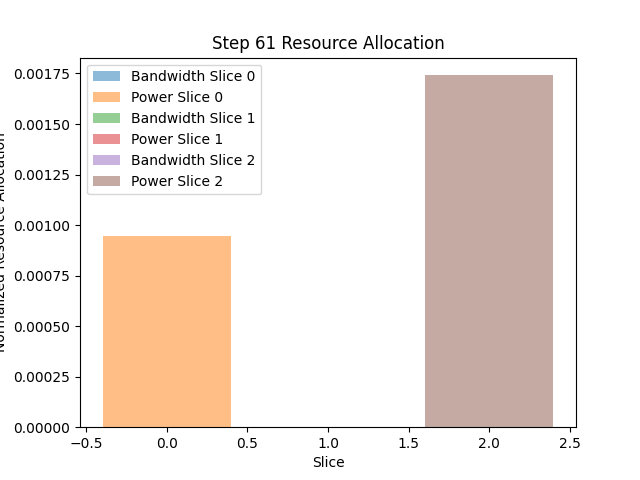 Step 61 Resource Allocation
Normalized Resource Allocation
0.00175
0.00150
0.00125
0.00100
0.00075
0.00050
0.00025
0.00000
Bandwidth Slice 0
Power Slice 0
Bandwidth Slice 1
Power Slice 1
Bandwidth Slice 2
Power Slice 2
−0.5
0.0
0.5
1.0
1.5
2.0
2.5
Slice